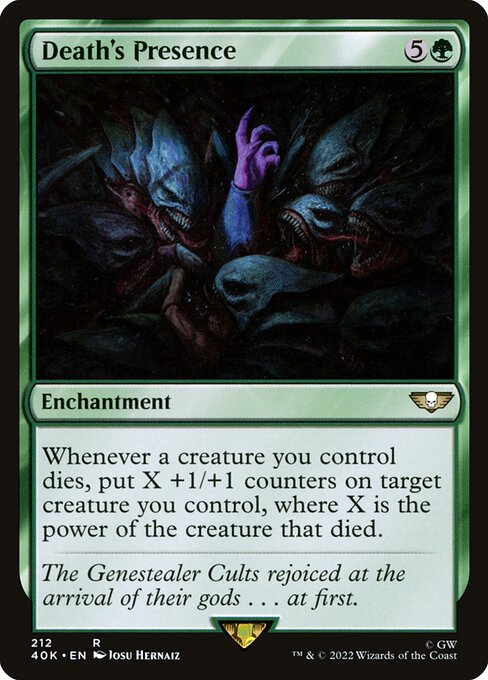 Death's Presence 5
Enchantment
Whenever a creature you control
dies, put X +1/+1 counters on target
creature you control, where X is the
power of the creature that died.
The Genestealer Cults rejoiced at the
arrival of their gods . . . at first.
212 R © GW
40K • EN Josu Hernaiz ™ & © 2022 Wizards of the Coast